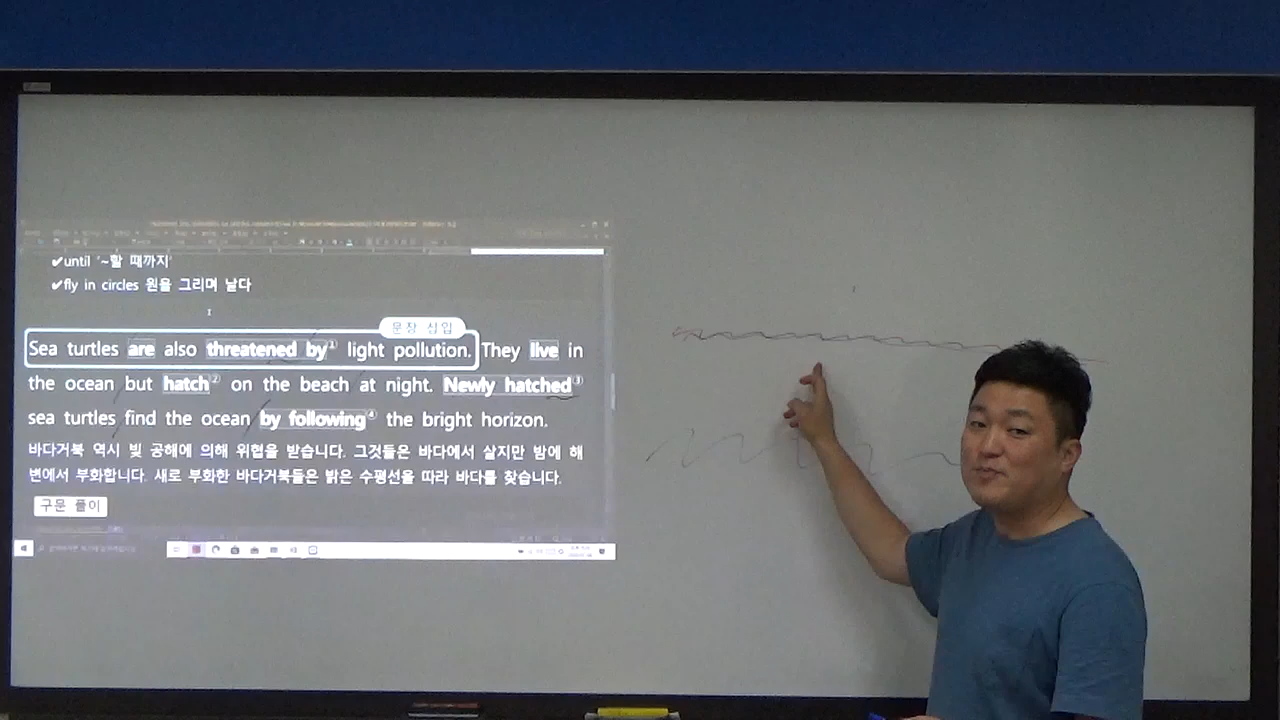 ✔until '~할 때까지'
✔fly in circles 원을 그리며 날다
문장 삽입
Sea turtles are also threatened by① light pollution. They live in
the ocean but hatch② on the beach at night. Newly hatched③
sea turtles find the ocean by following④ the bright horizon.
바다거북 역시 빛 공해에 의해 위협을 받습니다. 그것들은 바다에서 살지만 밤에 해
변에서 부화합니다. 새로 부화한 바다거북들은 밝은 수평선을 따라 바다를 찾습니다.
구문 풀이